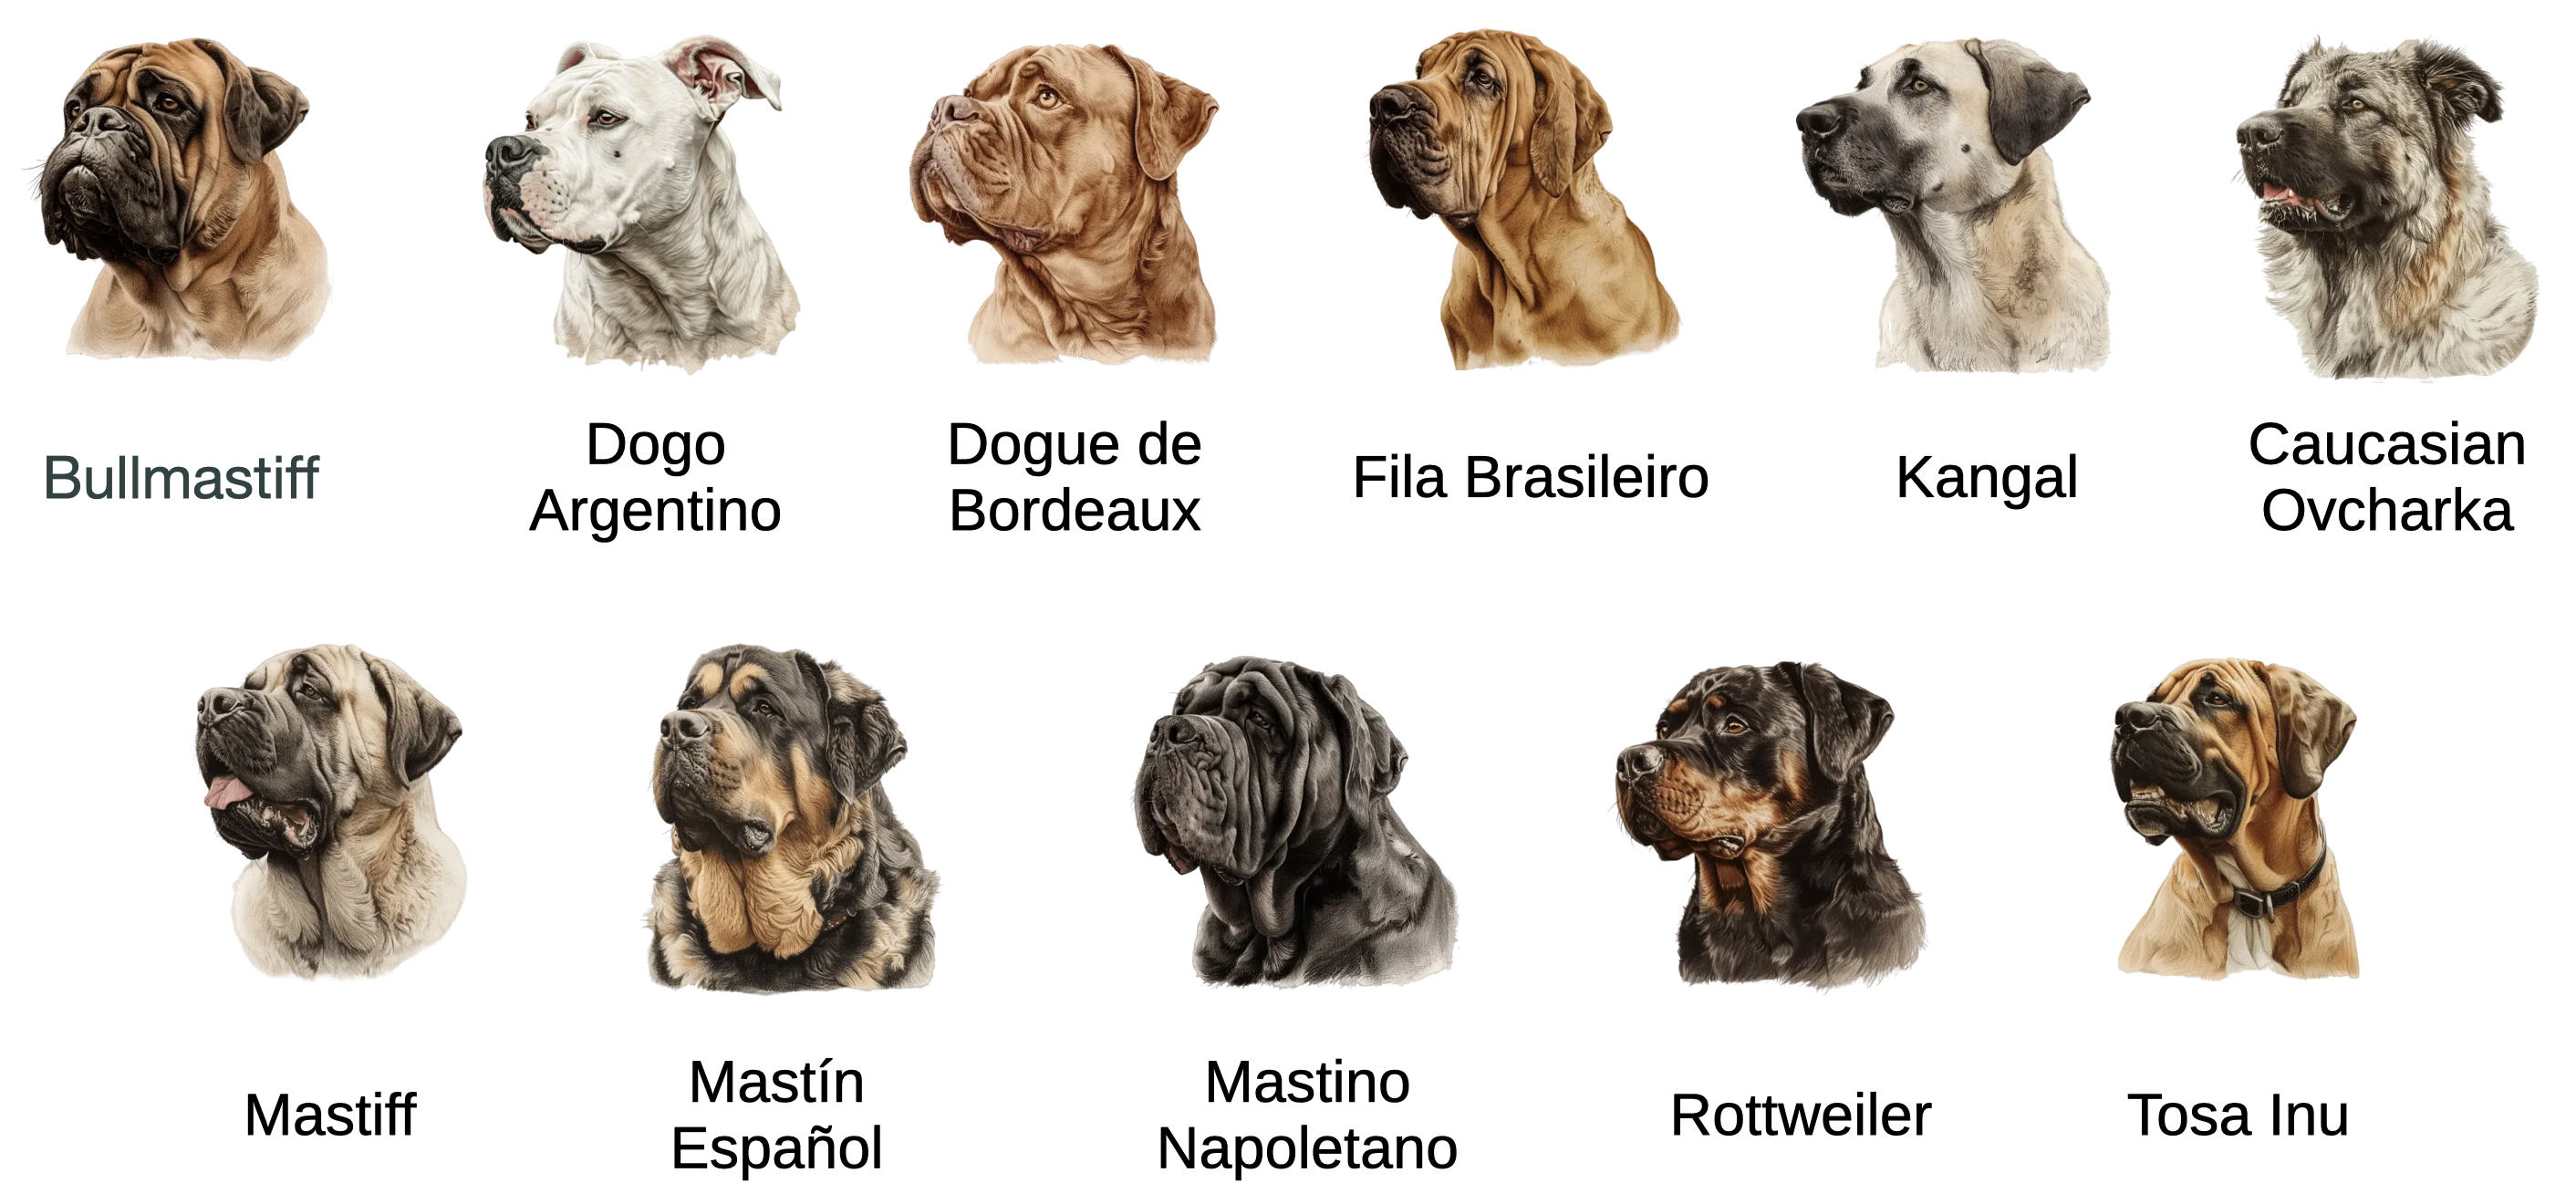 Bullmastiff
Dogo
Argentino
Dogue de
Bordeaux
Fila Brasileiro
Kangal
Caucasian
Ovcharka
Mastiff
Mastín
Español
Mastino
Napoletano
Rottweiler
Tosa Inu